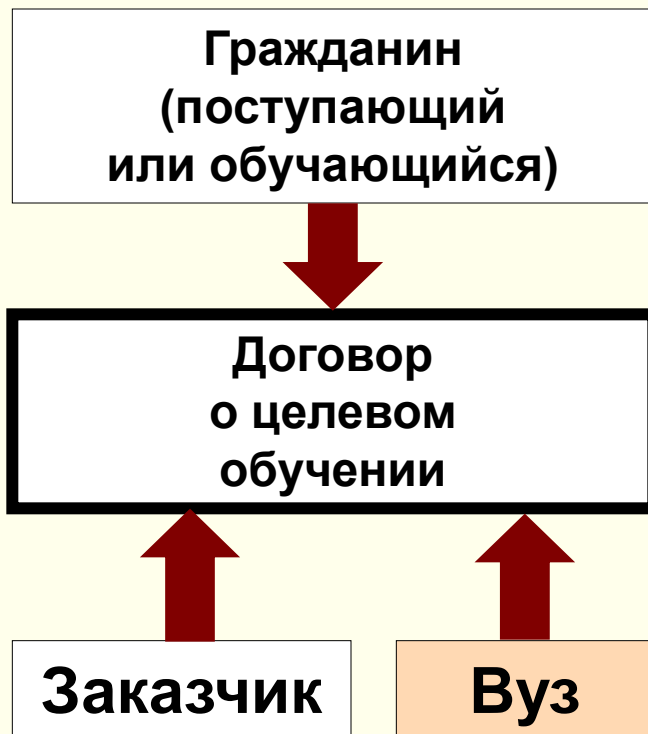 Гражданин
(поступающий
или обучающийся)
Договор
о целевом
обучении
Заказчик
Вуз